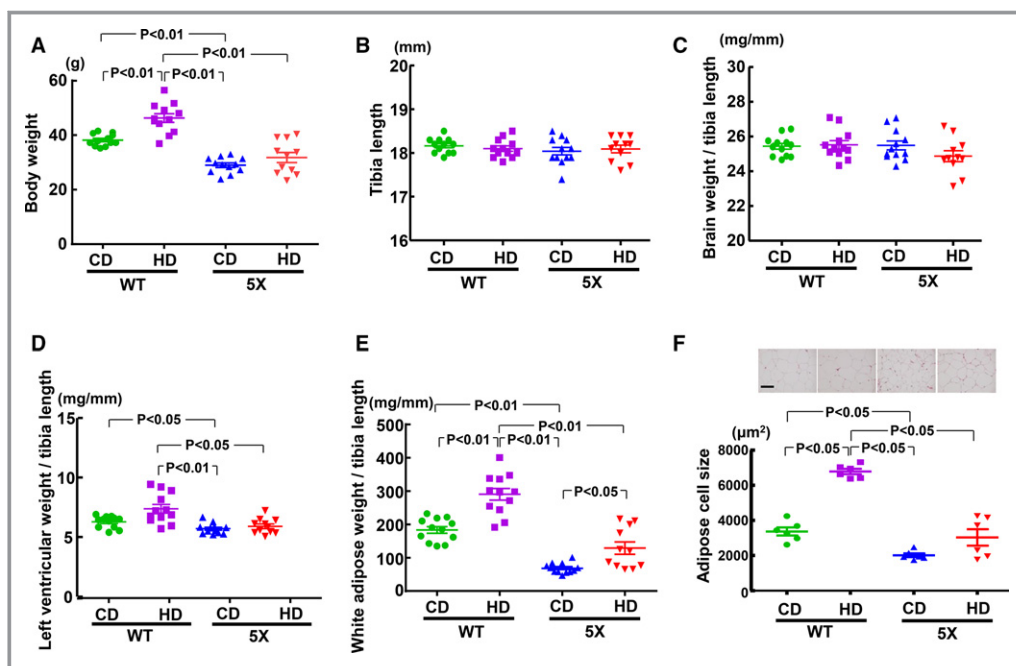 A
(g)
P<0.01
P<0.01
P<0.01
P<0.01
Body weight
60
40
20
0
CD HD CD HD
WT 5X
B
(mm)
Tibia length
20
19
18
17
16
CD HD CD HD
WT 5X
C
(mg/mm)
Brain weight / tibia length
30
28
26
24
22
20
CD HD CD HD
WT 5X
D
(mg/mm)
P<0.05
P<0.05
P<0.01
Left ventricular weight / tibia length
15
10
5
0
CD HD CD HD
WT 5X
E
(mg/mm)
P<0.01
P<0.01
P<0.01
P<0.01
P<0.05
White adipose weight / tibia length
500
400
300
200
100
0
CD HD CD HD
WT 5X
F
(μm²)
P<0.05
P<0.05
P<0.05
P<0.05
Adipose cell size
8000
6000
4000
2000
0
CD HD CD HD
WT 5X